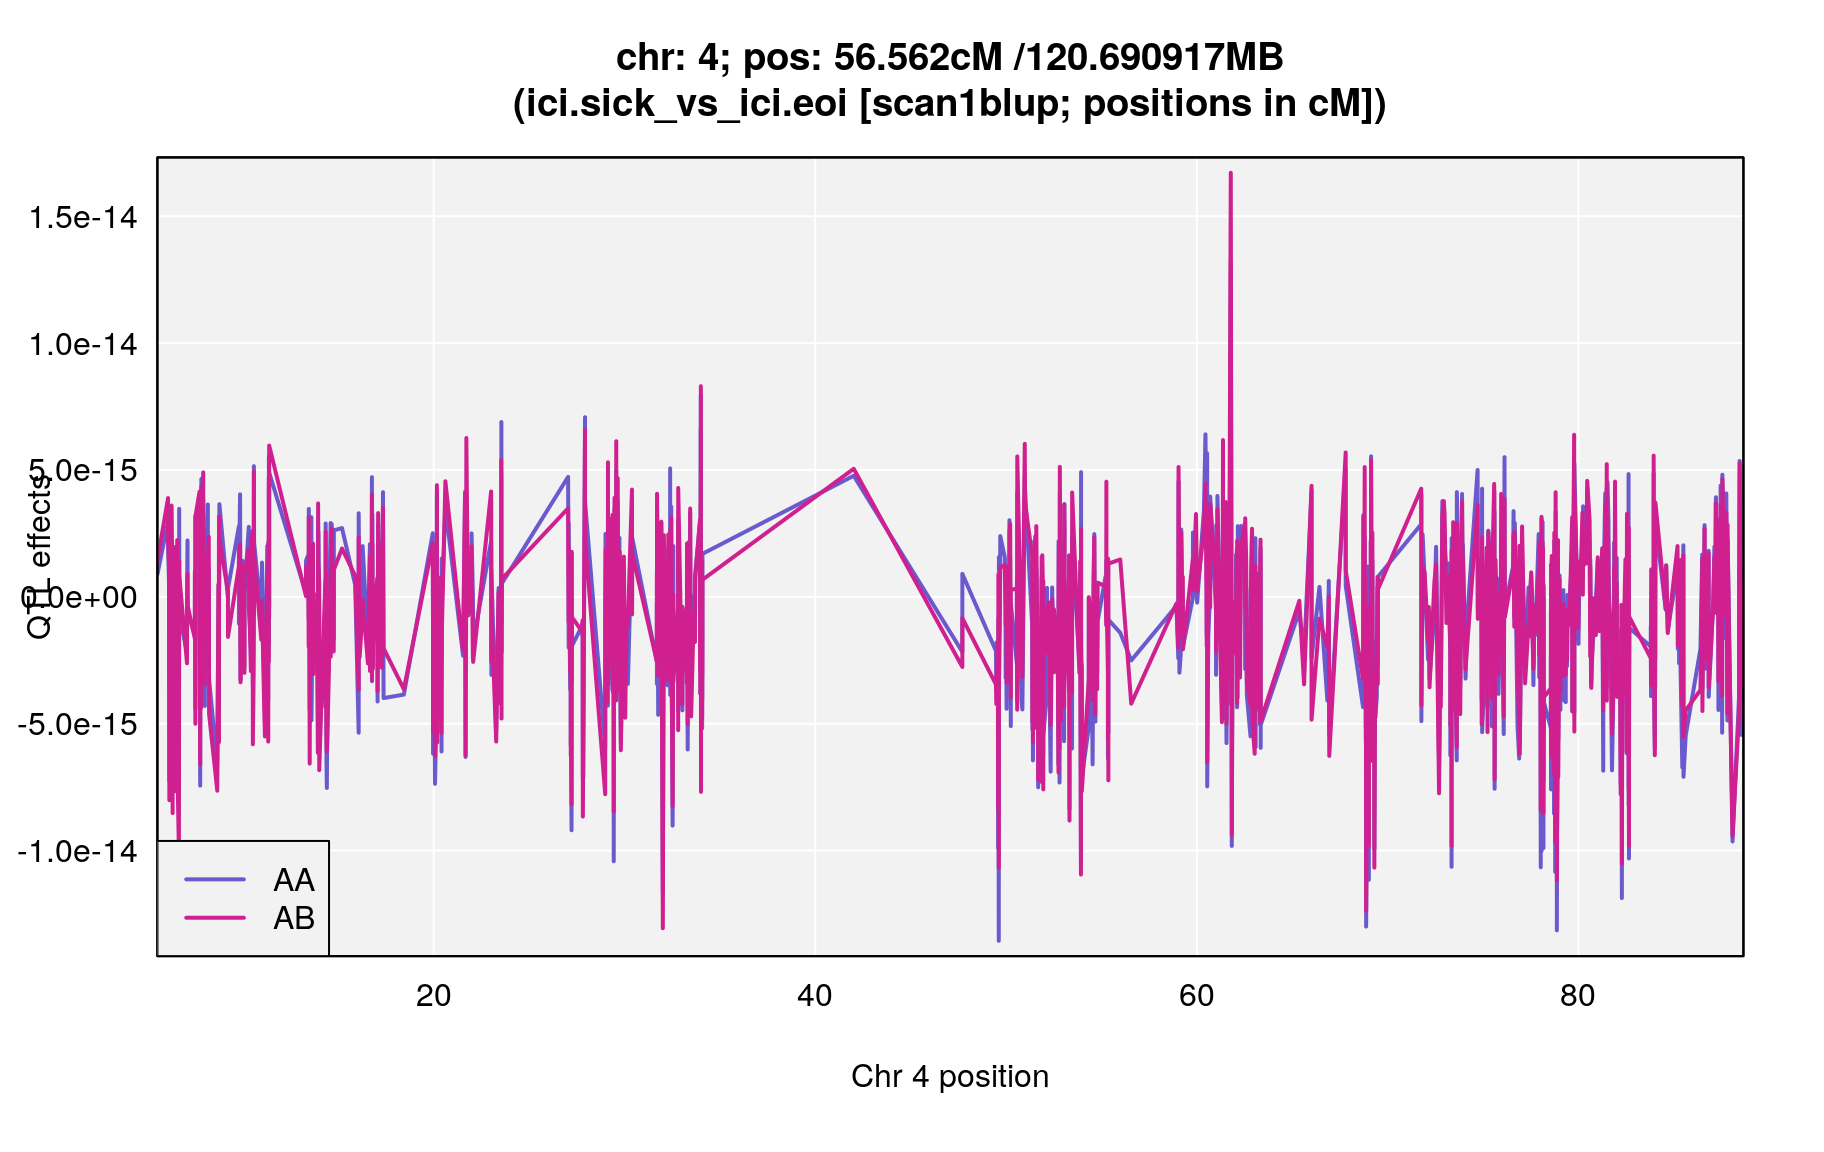 chr: 4; pos: 56.562cM /120.690917MB
(ici.sick_vs_ici.eoi [scan1blup; positions in cM])
QTL effects
1.5e-14
1.0e-14
5.0e-15
0.0e+00
-5.0e-15
-1.0e-14
AA
AB
20
40
60
80
Chr 4 position